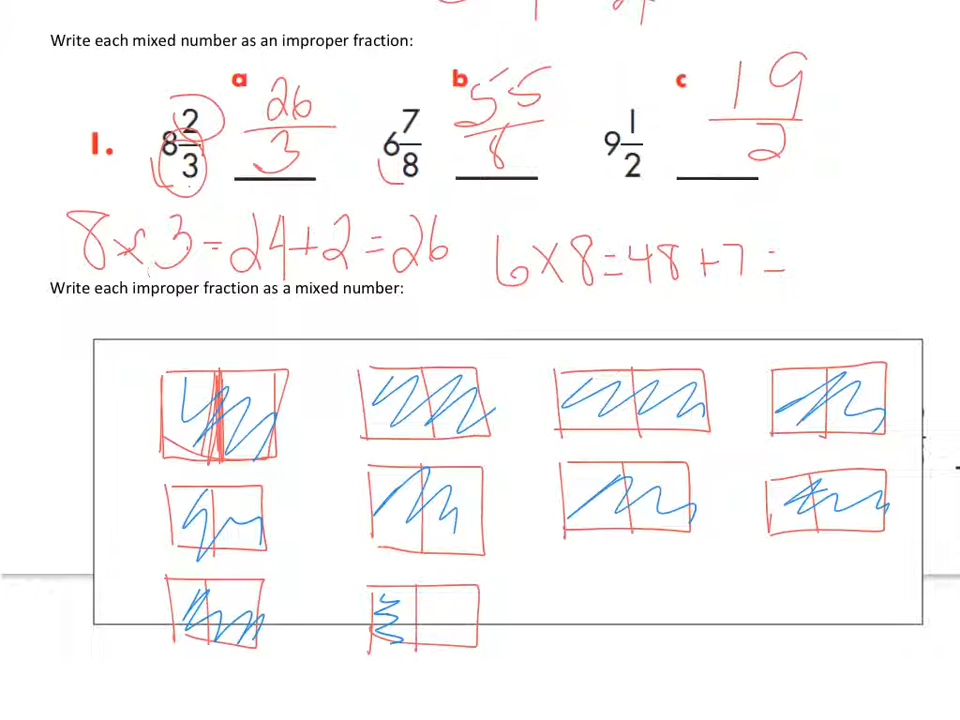 Write each mixed number as an improper fraction:
a 26/3 b 55/8 c 19/2
1. 8 2/3 6 7/8 9 1/2
8 x 3 = 24 + 2 = 26 6 x 8 = 48 + 7 =
Write each improper fraction as a mixed number: